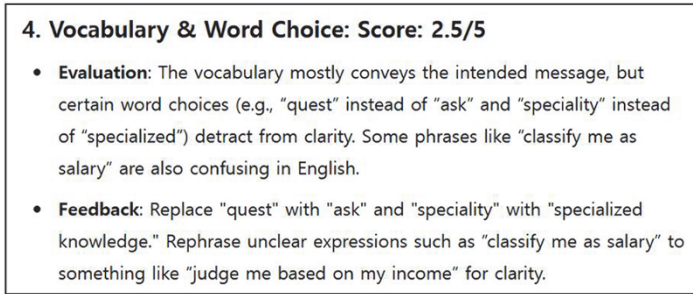 4. Vocabulary & Word Choice: Score: 2.5/5
• Evaluation: The vocabulary mostly conveys the intended message, but
certain word choices (e.g., “quest” instead of “ask” and “speciality” instead
of “specialized”) detract from clarity. Some phrases like “classify me as
salary” are also confusing in English.
• Feedback: Replace "quest" with "ask" and "speciality" with "specialized
knowledge." Rephrase unclear expressions such as “classify me as salary” to
something like “judge me based on my income” for clarity.